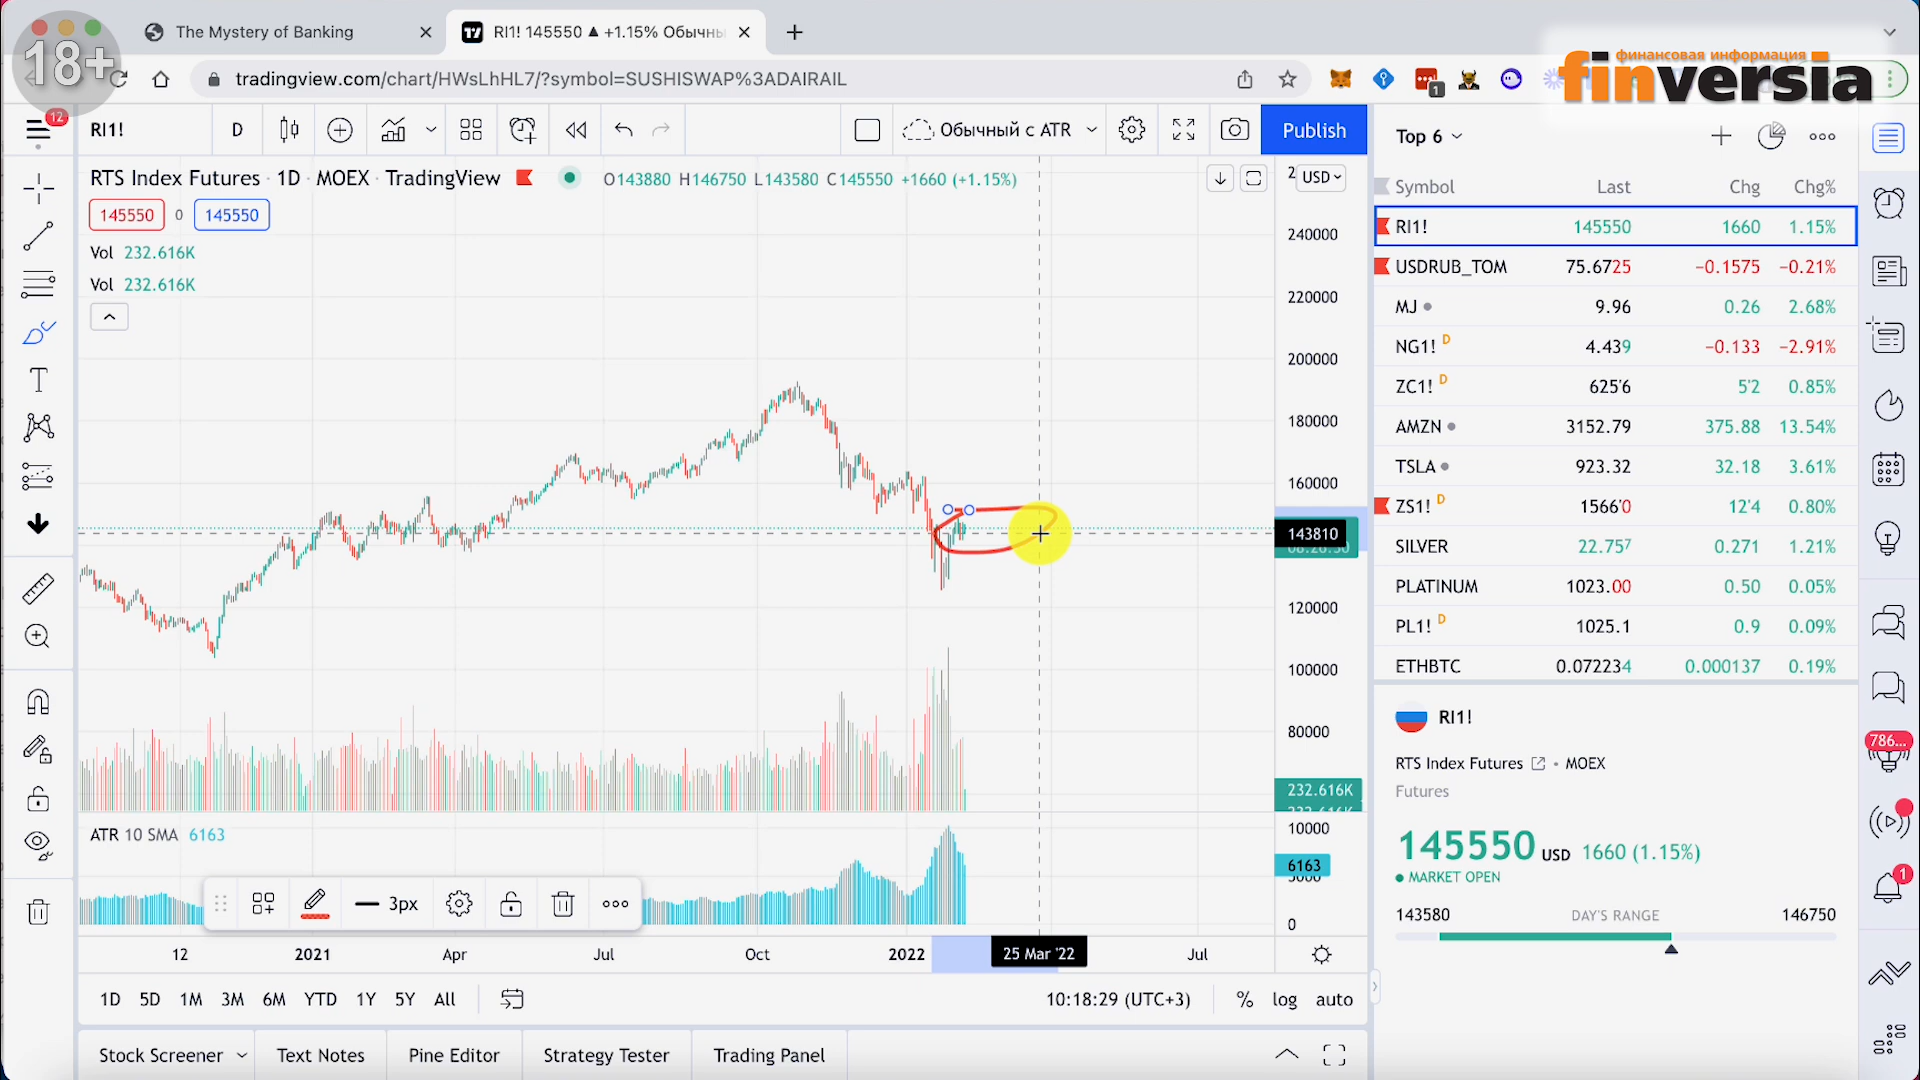 The Mystery of Banking
RI1! 145550 ▲ +1.15% Обычны
18+
tradingview.com/chart/HWsLhHL7/?symbol=SUSHISWAP%3ADAIRAIL
1
финансовая информация
finversia
12
RI1!
D
Обычный с ATR
Publish
Top 6
RTS Index Futures · 1D · MOEX · TradingView
O143880 H146750 L143580 C145550 +1660 (+1.15%)
USD
145550 0 145550
Vol 232.616K
Vol 232.616K
240000
220000
200000
180000
160000
143810
120000
100000
80000
232.616K
ATR 10 SMA 6163
10000
6163
0
3px
12 2021 Apr Jul Oct 2022 25 Mar '22 Jul
1D 5D 1M 3M 6M YTD 1Y 5Y All
10:18:29 (UTC+3)
% log auto
Stock Screener Text Notes Pine Editor Strategy Tester Trading Panel
Symbol Last Chg Chg%
RI1! 145550 1660 1.15%
USDRUB_TOM 75.6725 −0.1575 −0.21%
MJ 9.96 0.26 2.68%
NG1! D 4.439 −0.133 −2.91%
ZC1! D 625'6 5'2 0.85%
AMZN 3152.79 375.88 13.54%
TSLA 923.32 32.18 3.61%
ZS1! D 1566'0 12'4 0.80%
SILVER 22.757 0.271 1.21%
PLATINUM 1023.00 0.50 0.05%
PL1! D 1025.1 0.9 0.09%
ETHBTC 0.072234 0.000137 0.19%
RI1!
RTS Index Futures • MOEX
Futures
145550 USD 1660 (1.15%)
MARKET OPEN
143580 DAY'S RANGE 146750
786...
1